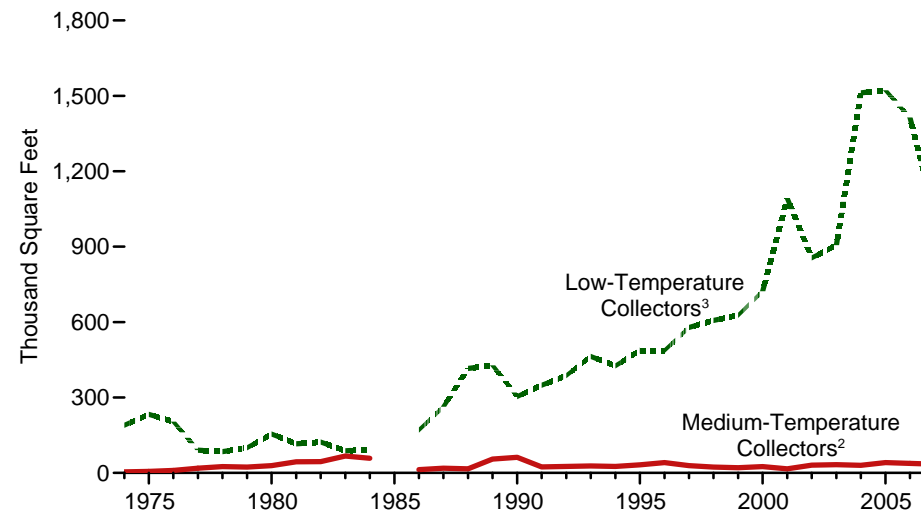 1,800
1,500
1,200
900
600
300
0
Thousand Square Feet
Low-Temperature
Collectors³
Medium-Temperature
Collectors²
1975 1980 1985 1990 1995 2000 2005